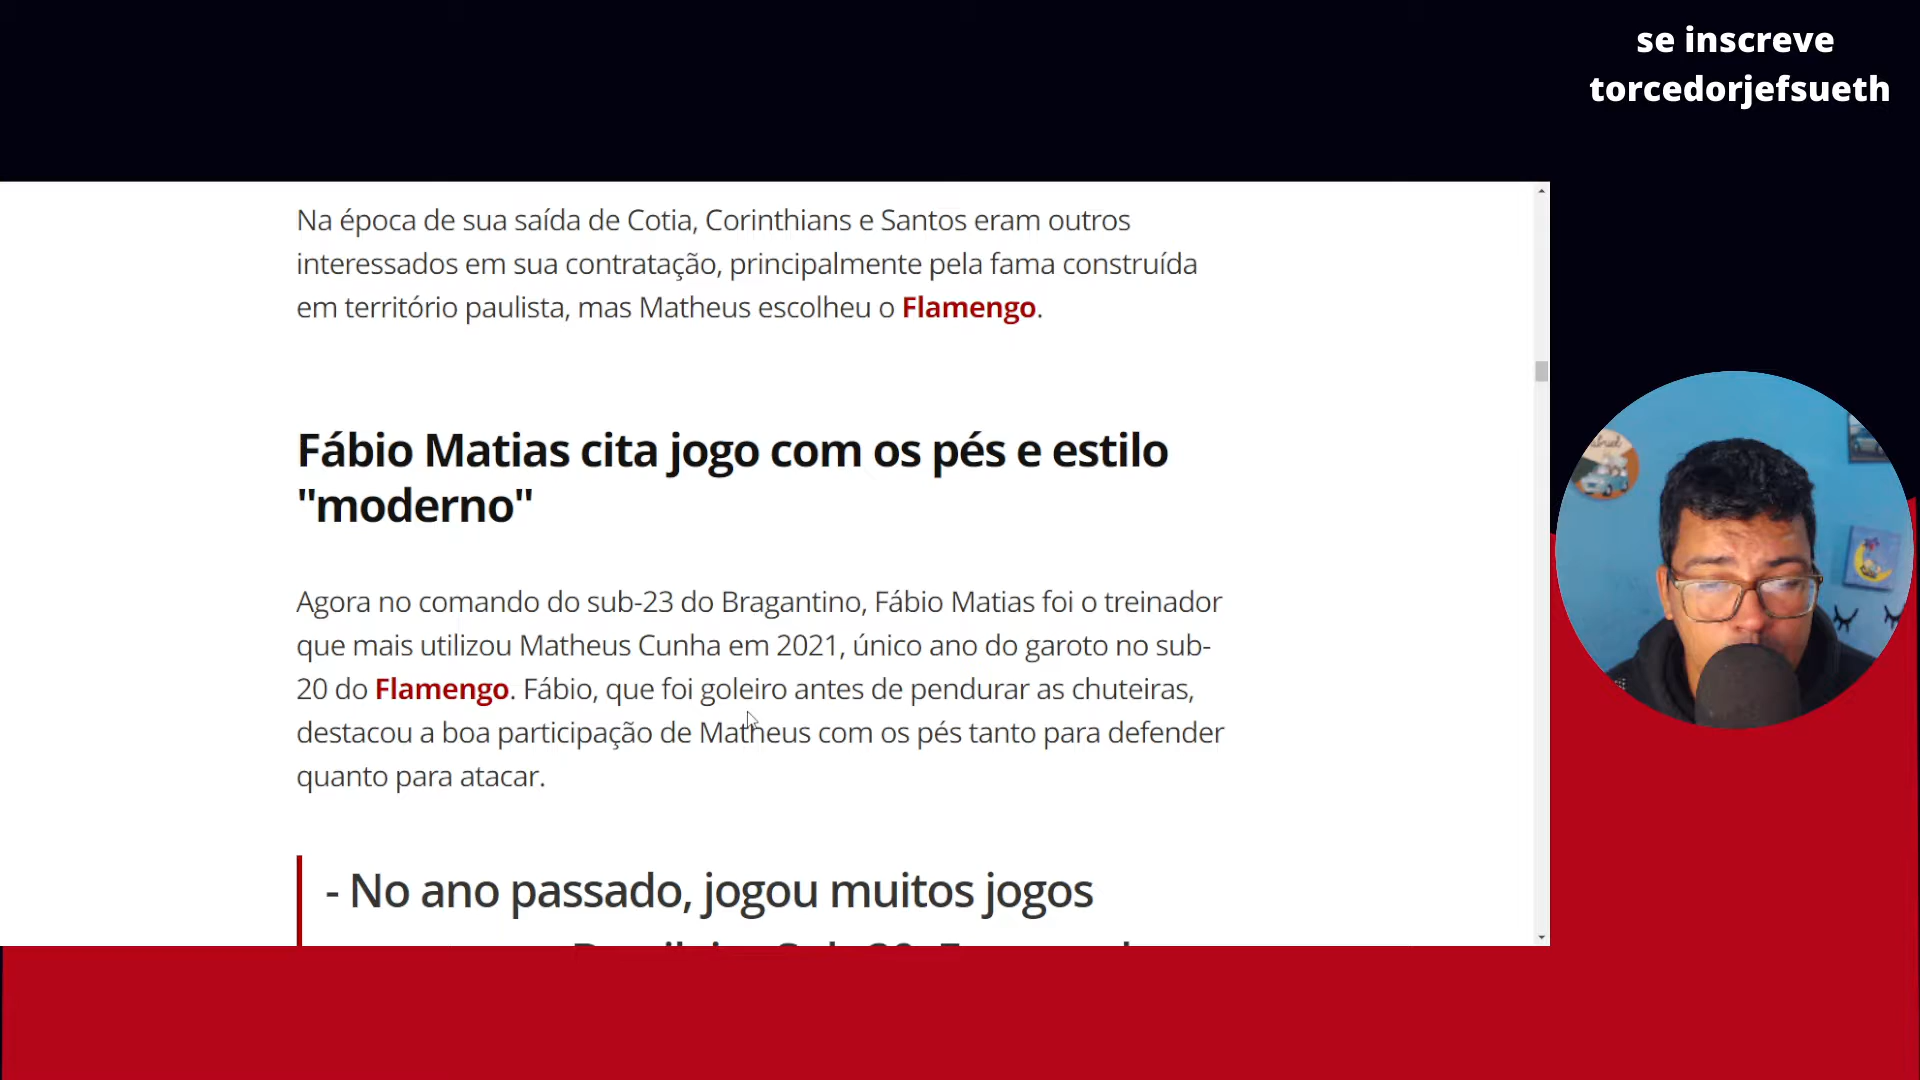 se inscreve
torcedorjefsueth
Na época de sua saída de Cotia, Corinthians e Santos eram outros
interessados em sua contratação, principalmente pela fama construída
em território paulista, mas Matheus escolheu o Flamengo.
Fábio Matias cita jogo com os pés e estilo
"moderno"
Agora no comando do sub-23 do Bragantino, Fábio Matias foi o treinador
que mais utilizou Matheus Cunha em 2021, único ano do garoto no sub-
20 do Flamengo. Fábio, que foi goleiro antes de pendurar as chuteiras,
destacou a boa participação de Matheus com os pés tanto para defender
quanto para atacar.
- No ano passado, jogou muitos jogos